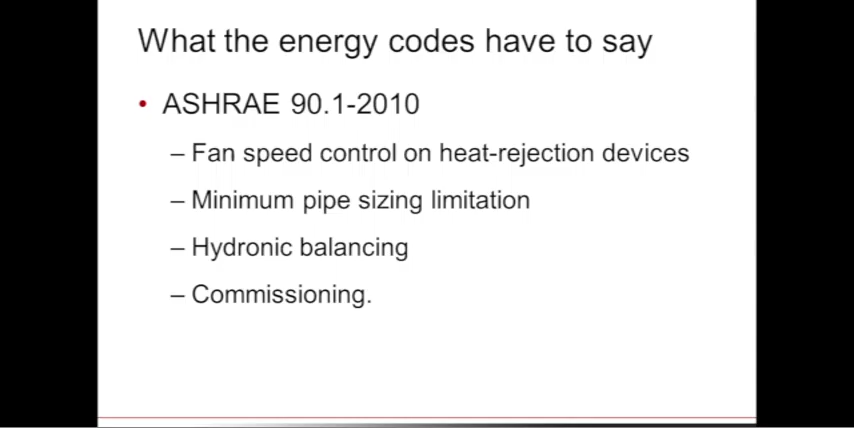 What the energy codes have to say
• ASHRAE 90.1-2010
– Fan speed control on heat-rejection devices
– Minimum pipe sizing limitation
– Hydronic balancing
– Commissioning.